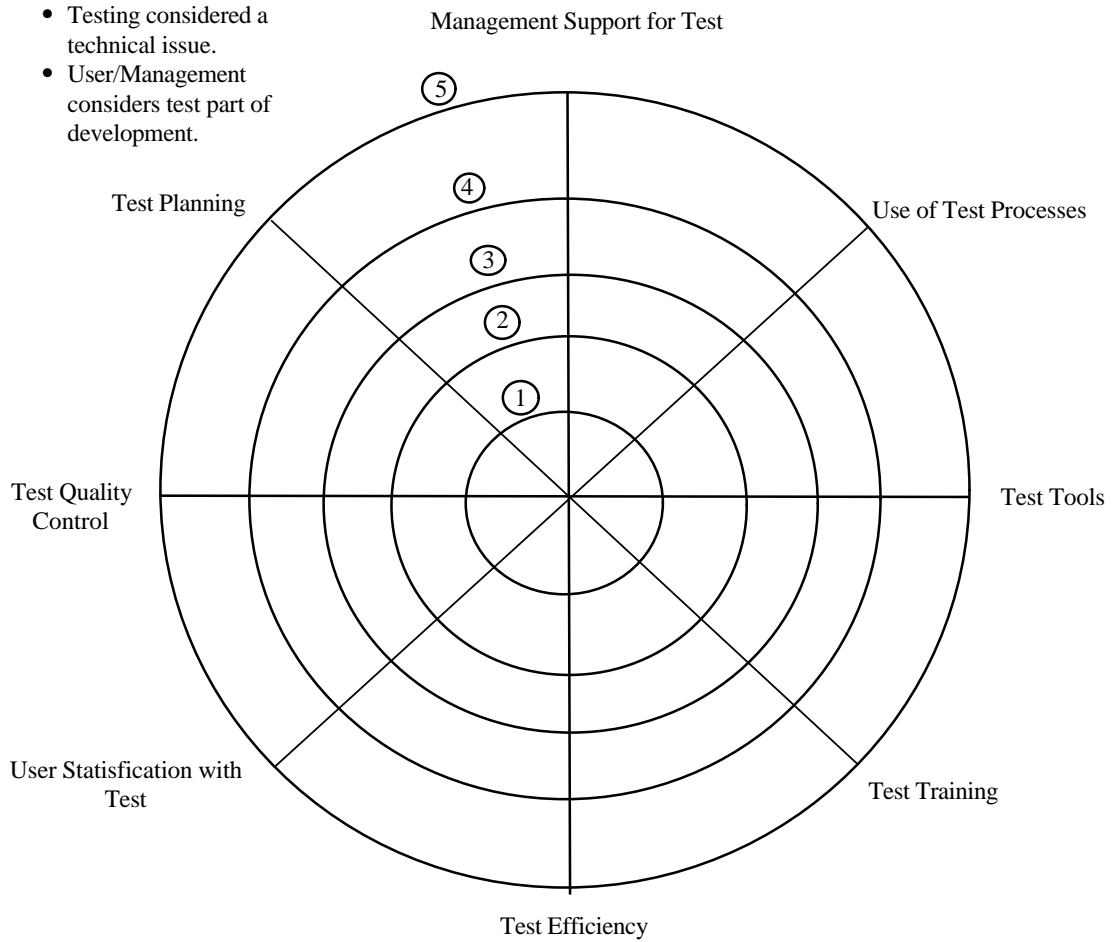 • Testing considered a
technical issue.
• User/Management
considers test part of
development.
Management Support for Test
5
Test Planning
4
Use of Test Processes
3
2
1
Test Quality
Control
Test Tools
User Statisfication with
Test
Test Training
Test Efficiency